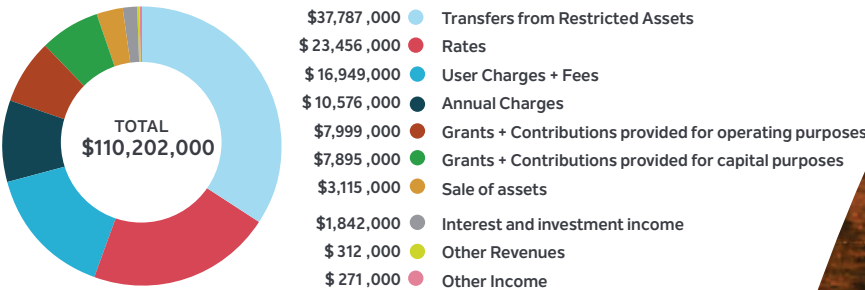 TOTAL
$110,202,000
$37,787 ,000 Transfers from Restricted Assets
$ 23,456 ,000 Rates
$ 16,949,000 User Charges + Fees
$ 10,576 ,000 Annual Charges
$7,999 ,000 Grants + Contributions provided for operating purposes
$7,895 ,000 Grants + Contributions provided for capital purposes
$3,115 ,000 Sale of assets
$1,842,000 Interest and investment income
$ 312 ,000 Other Revenues
$ 271 ,000 Other Income